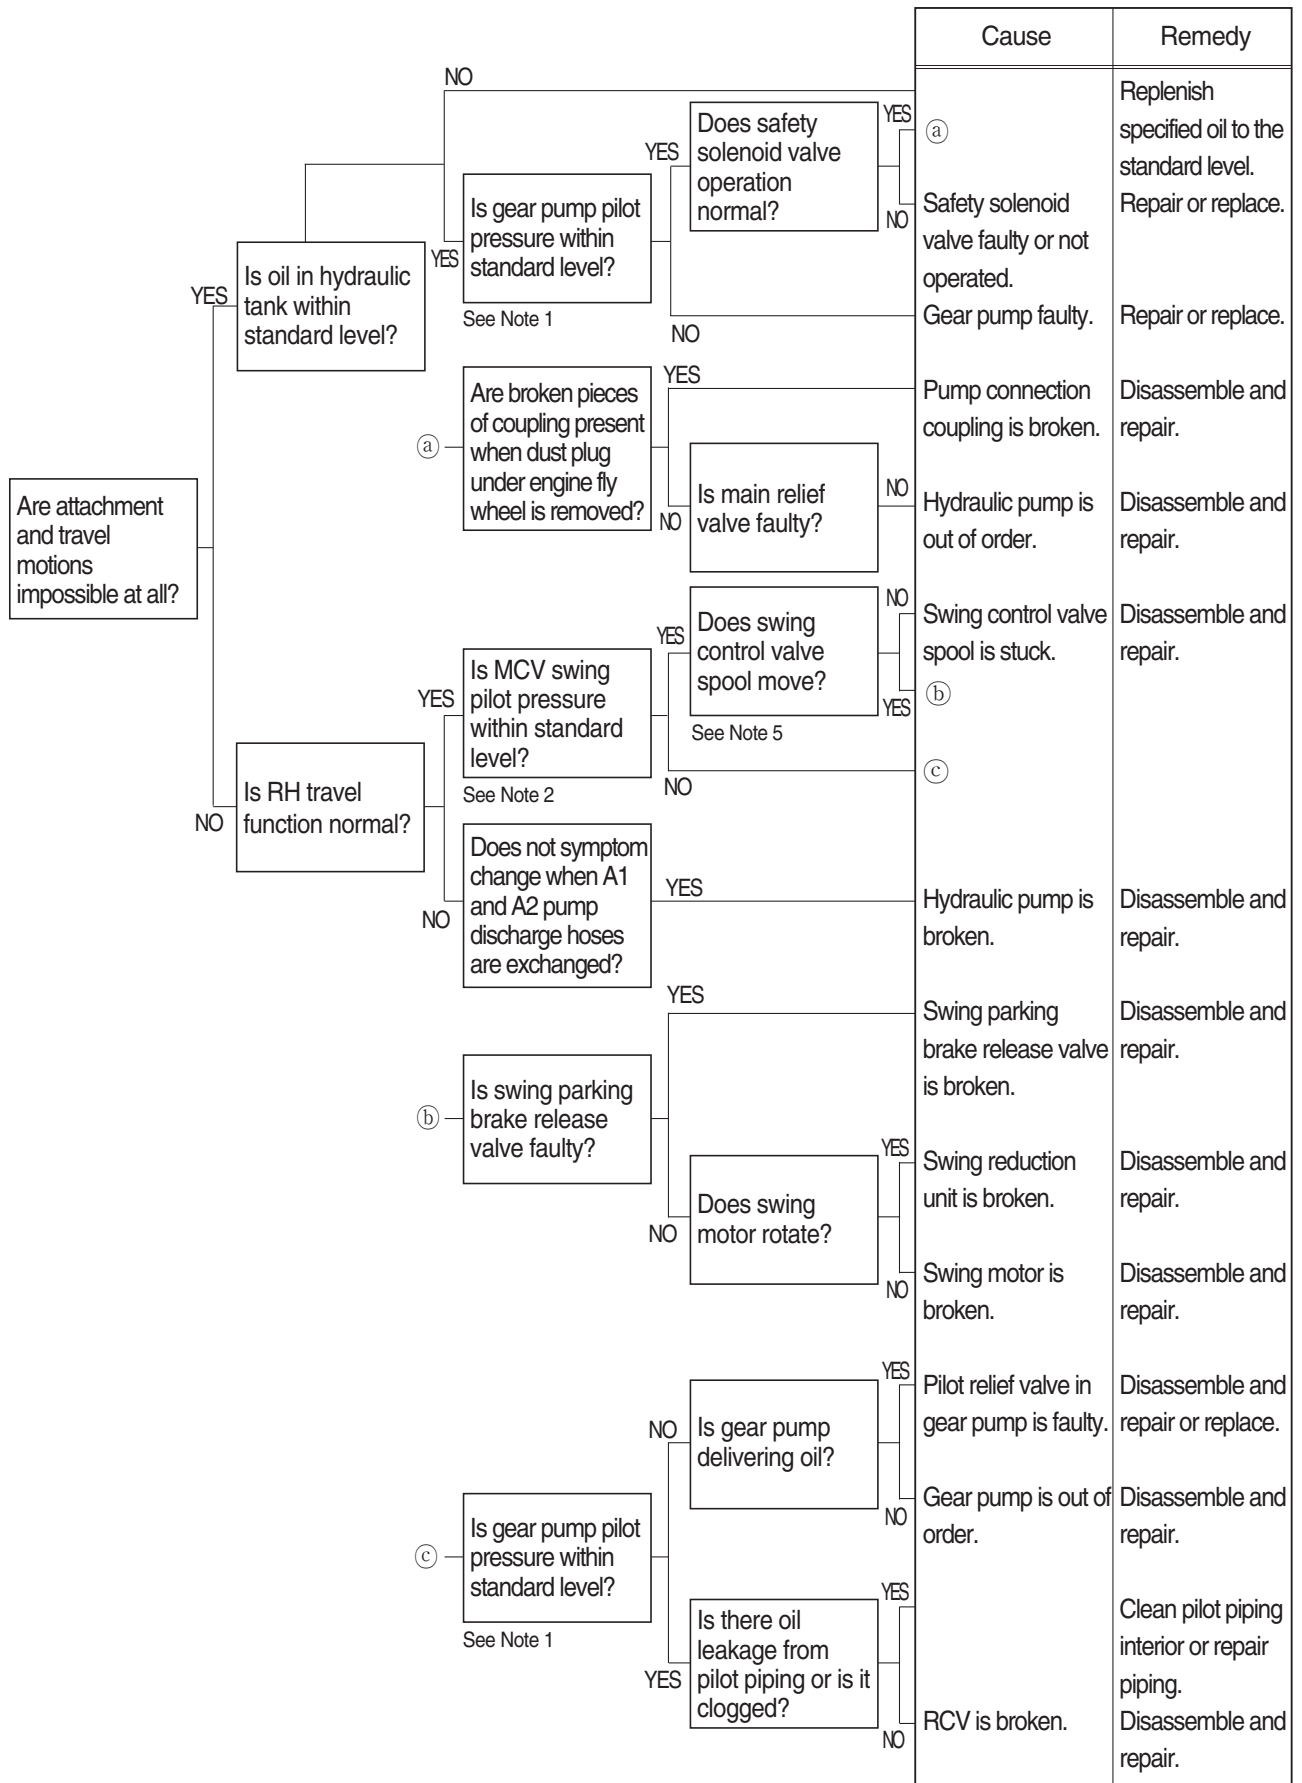 Cause
Remedy
NO
Replenish
specified oil to the
standard level.
Does safety
solenoid valve
operation
normal?
YES
YES
ⓐ
NO
Safety solenoid
valve faulty or not
operated.
Repair or replace.
Is gear pump pilot
pressure within
standard level?
YES
See Note 1
NO
Gear pump faulty.
Repair or replace.
YES
Is oil in hydraulic
tank within
standard level?
ⓐ
Are broken pieces
of coupling present
when dust plug
under engine fly
wheel is removed?
YES
Pump connection
coupling is broken.
Disassemble and
repair.
NO
Is main relief
valve faulty?
NO
Hydraulic pump is
out of order.
Disassemble and
repair.
Are attachment
and travel
motions
impossible at all?
YES
Does swing
control valve
spool move?
See Note 5
NO
Swing control valve
spool is stuck.
Disassemble and
repair.
YES
ⓑ
YES
Is MCV swing
pilot pressure
within standard
level?
See Note 2
NO
ⓒ
NO
Is RH travel
function normal?
NO
Does not symptom
change when A1
and A2 pump
discharge hoses
are exchanged?
YES
Hydraulic pump is
broken.
Disassemble and
repair.
YES
Swing parking
brake release valve
is broken.
Disassemble and
repair.
ⓑ
Is swing parking
brake release
valve faulty?
NO
Does swing
motor rotate?
YES
Swing reduction
unit is broken.
Disassemble and
repair.
NO
Swing motor is
broken.
Disassemble and
repair.
NO
Is gear pump
delivering oil?
YES
Pilot relief valve in
gear pump is faulty.
Disassemble and
repair or replace.
NO
Gear pump is out of
order.
Disassemble and
repair.
ⓒ
Is gear pump pilot
pressure within
standard level?
See Note 1
YES
Is there oil
leakage from
pilot piping or is it
clogged?
YES
Clean pilot piping
interior or repair
piping.
NO
RCV is broken.
Disassemble and
repair.